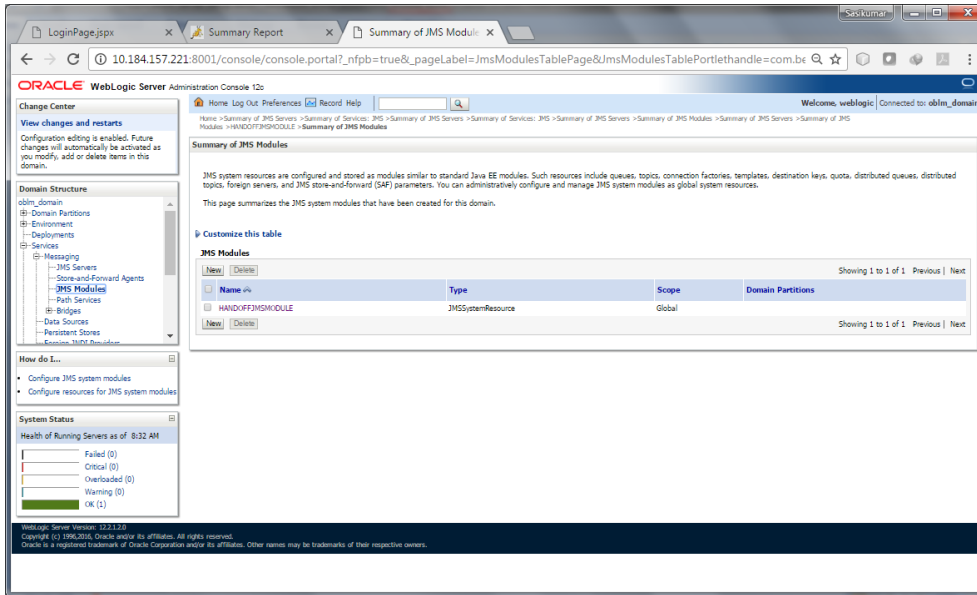 Sasikumar
LoginPage.jspx
Summary Report
Summary of JMS Module
10.184.157.221:8001/console/console.portal?_nfpb=true&_pageLabel=JmsModulesTablePage&JmsModulesTablePortlethandle=com.be
ORACLE WebLogic Server Administration Console 12c
Change Center
View changes and restarts
Configuration editing is enabled. Future
changes will automatically be activated as
you modify, add or delete items in this
domain.
Domain Structure
oblm_domain
Domain Partitions
Environment
Deployments
Services
Messaging
JMS Servers
Store-and-Forward Agents
JMS Modules
Path Services
Bridges
Data Sources
Persistent Stores
Foreign JNDI Providers
How do I...
Configure JMS system modules
Configure resources for JMS system modules
System Status
Health of Running Servers as of 8:32 AM
Failed (0)
Critical (0)
Overloaded (0)
Warning (0)
OK (1)
Home Log Out Preferences Record Help
Welcome, weblogic Connected to: oblm_domain
Home >Summary of JMS Servers >Summary of Services: JMS >Summary of JMS Servers >Summary of Services: JMS >Summary of JMS Servers >Summary of JMS Modules >Summary of JMS Servers >Summary of JMS
Modules >HANDOFFJMSMODULE >Summary of JMS Modules
Summary of JMS Modules
JMS system resources are configured and stored as modules similar to standard Java EE modules. Such resources include queues, topics, connection factories, templates, destination keys, quota, distributed queues, distributed
topics, foreign servers, and JMS store-and-forward (SAF) parameters. You can administratively configure and manage JMS system modules as global system resources.
This page summarizes the JMS system modules that have been created for this domain.
Customize this table
JMS Modules
New Delete
Showing 1 to 1 of 1 Previous | Next
Name Type Scope Domain Partitions
HANDOFFJMSMODULE JMSSystemResource Global
New Delete
Showing 1 to 1 of 1 Previous | Next
WebLogic Server Version: 12.2.1.2.0
Copyright (c) 1996,2016, Oracle and/or its affiliates. All rights reserved.
Oracle is a registered trademark of Oracle Corporation and/or its affiliates. Other names may be trademarks of their respective owners.